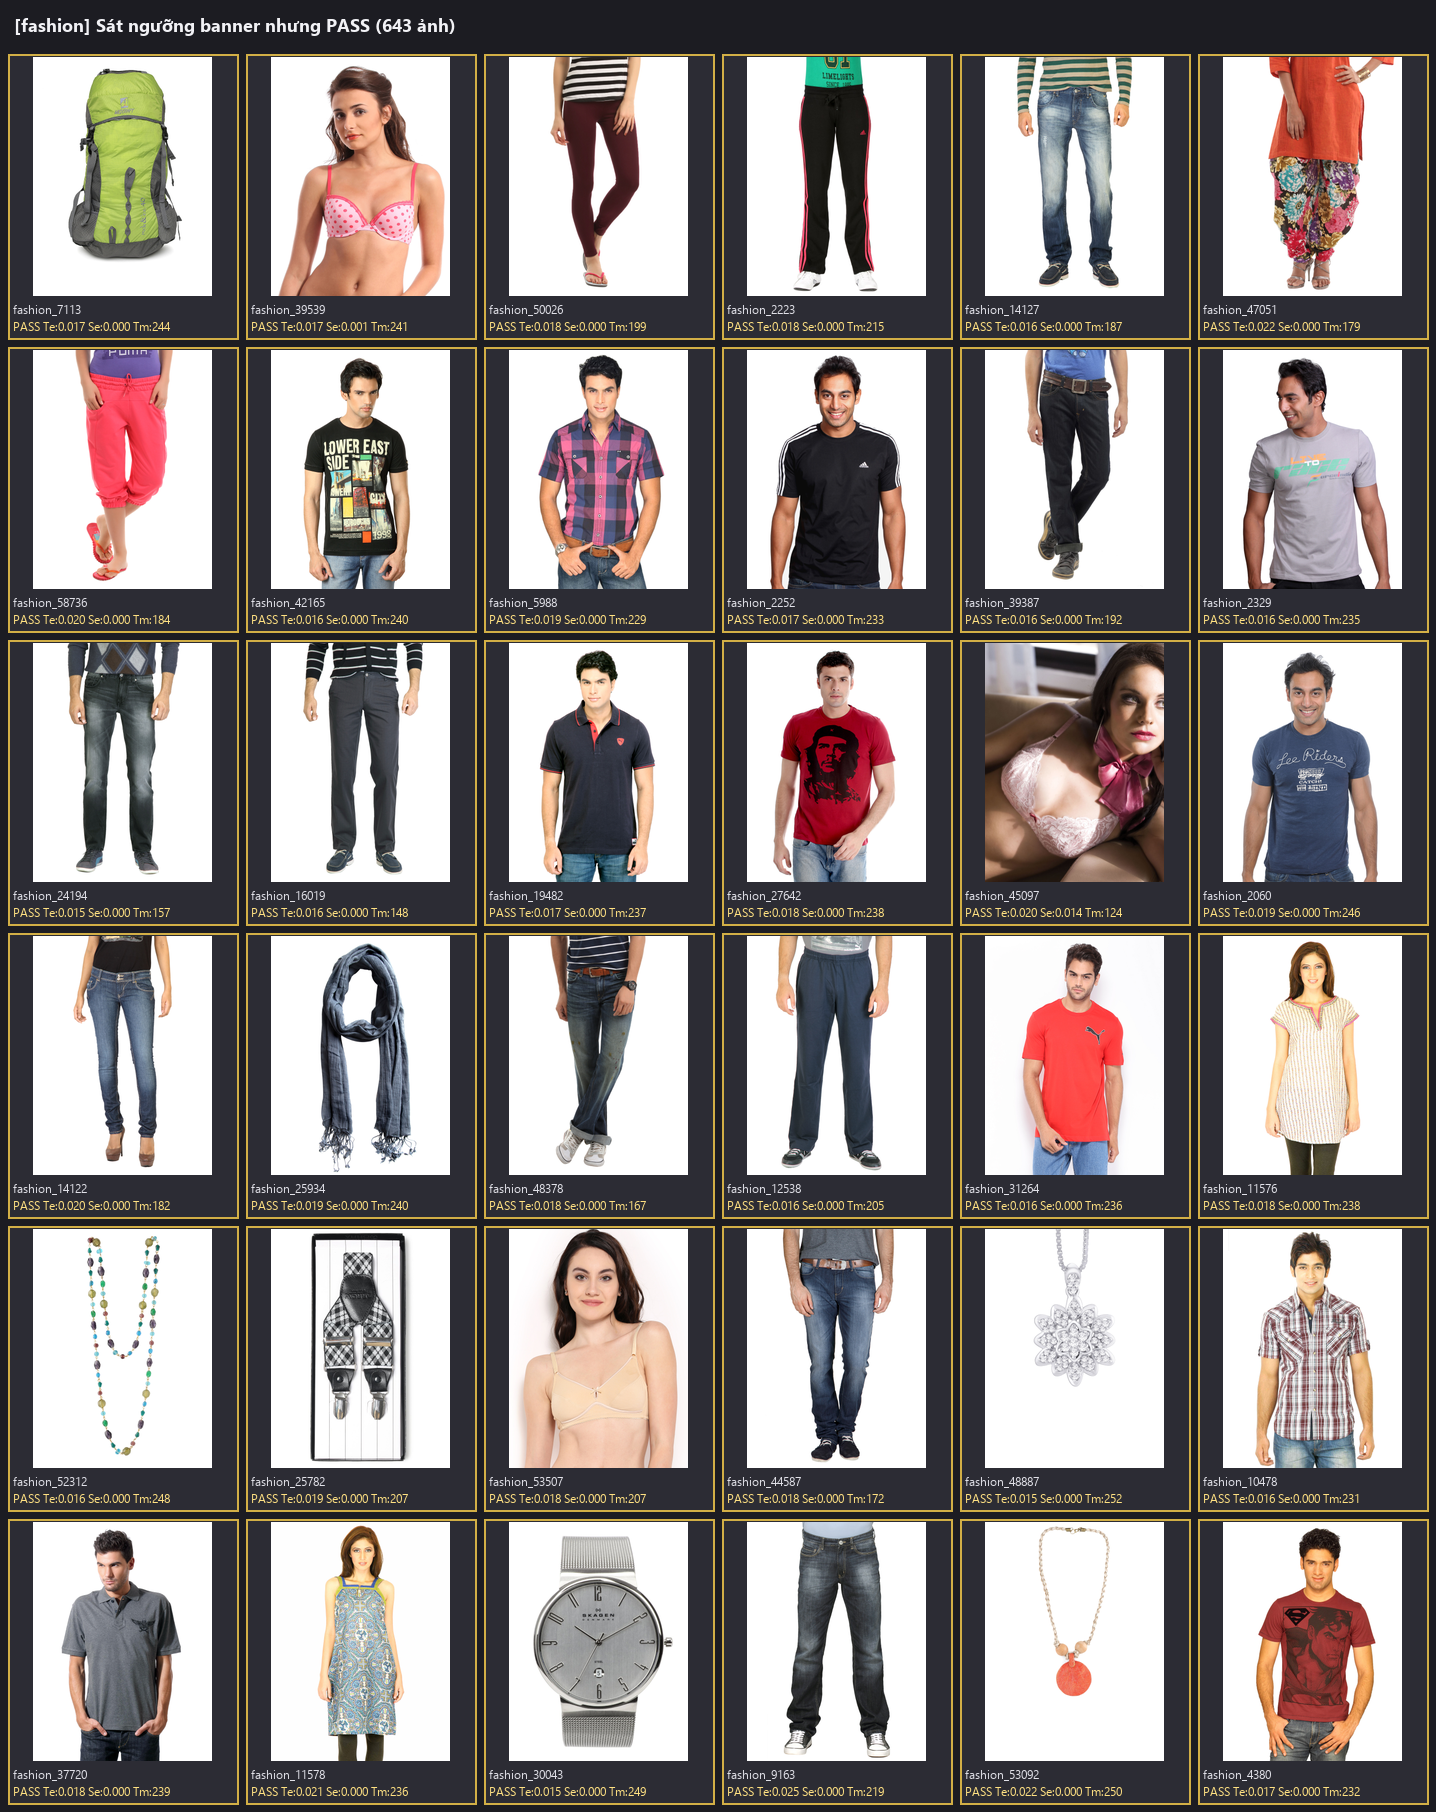 [fashion] Sát ngưỡng banner nhưng PASS (643 ảnh)
LIMELIGHTS
fashion_7113
PASS Te:0.017 Se:0.000 Tm:244
fashion_39539
PASS Te:0.017 Se:0.001 Tm:241
fashion_50026
PASS Te:0.018 Se:0.000 Tm:199
fashion_2223
PASS Te:0.018 Se:0.000 Tm:215
fashion_14127
PASS Te:0.016 Se:0.000 Tm:187
fashion_47051
PASS Te:0.022 Se:0.000 Tm:179
PUMA
LOWER EAST
SIDE
CITY
1998
adidas
TO
fashion_58736
PASS Te:0.020 Se:0.000 Tm:184
fashion_42165
PASS Te:0.016 Se:0.000 Tm:240
fashion_5988
PASS Te:0.019 Se:0.000 Tm:229
fashion_2252
PASS Te:0.017 Se:0.000 Tm:233
fashion_39387
PASS Te:0.016 Se:0.000 Tm:192
fashion_2329
PASS Te:0.016 Se:0.000 Tm:235
Lee Riders
CATCH!
fashion_24194
PASS Te:0.015 Se:0.000 Tm:157
fashion_16019
PASS Te:0.016 Se:0.000 Tm:148
fashion_19482
PASS Te:0.017 Se:0.000 Tm:237
fashion_27642
PASS Te:0.018 Se:0.000 Tm:238
fashion_45097
PASS Te:0.020 Se:0.014 Tm:124
fashion_2060
PASS Te:0.019 Se:0.000 Tm:246
fashion_14122
PASS Te:0.020 Se:0.000 Tm:182
fashion_25934
PASS Te:0.019 Se:0.000 Tm:240
fashion_48378
PASS Te:0.018 Se:0.000 Tm:167
fashion_12538
PASS Te:0.016 Se:0.000 Tm:205
fashion_31264
PASS Te:0.016 Se:0.000 Tm:236
fashion_11576
PASS Te:0.018 Se:0.000 Tm:238
fashion_52312
PASS Te:0.016 Se:0.000 Tm:248
fashion_25782
PASS Te:0.019 Se:0.000 Tm:207
fashion_53507
PASS Te:0.018 Se:0.000 Tm:207
fashion_44587
PASS Te:0.018 Se:0.000 Tm:172
fashion_48887
PASS Te:0.015 Se:0.000 Tm:252
fashion_10478
PASS Te:0.016 Se:0.000 Tm:231
12
SKAGEN
DENMARK
9
3
6
fashion_37720
PASS Te:0.018 Se:0.000 Tm:239
fashion_11578
PASS Te:0.021 Se:0.000 Tm:236
fashion_30043
PASS Te:0.015 Se:0.000 Tm:249
fashion_9163
PASS Te:0.025 Se:0.000 Tm:219
fashion_53092
PASS Te:0.022 Se:0.000 Tm:250
fashion_4380
PASS Te:0.017 Se:0.000 Tm:232